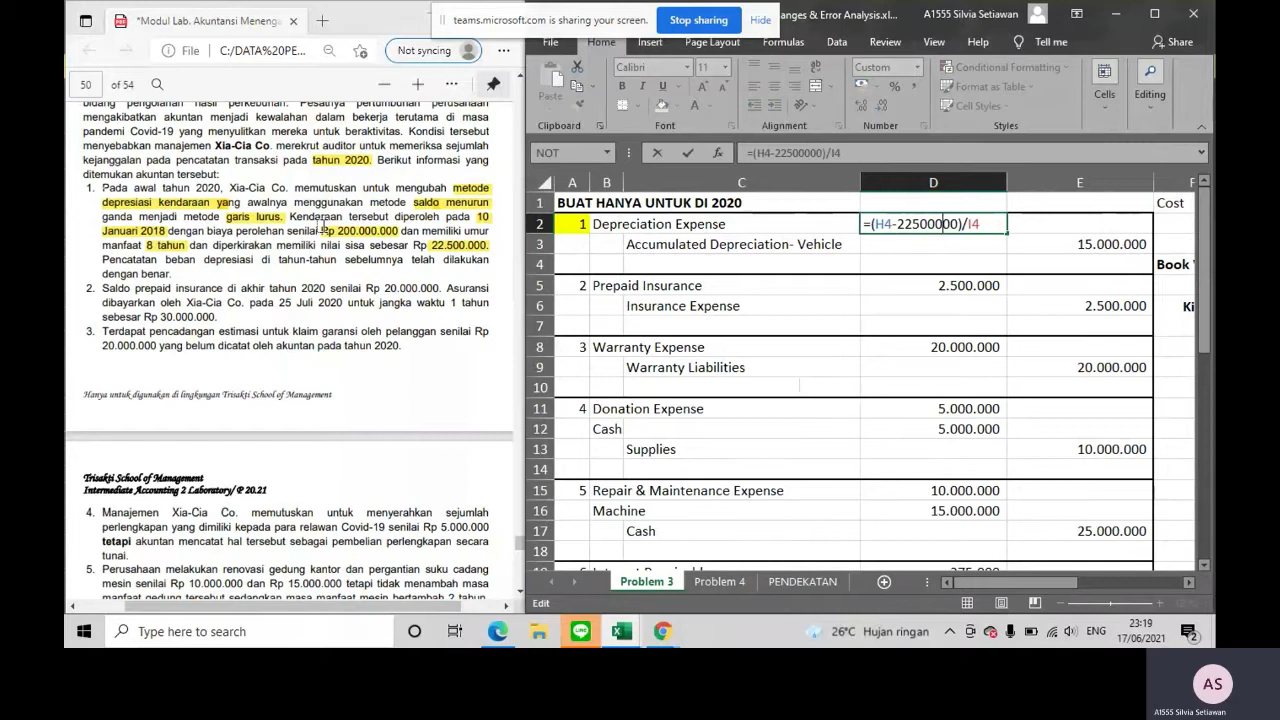 *Modul Lab. Akuntansi Menenga
teams.microsoft.com is sharing your screen.
Stop sharing
Hide
nges & Error Analysis.xl...
A1555 Silvia Setiawan
File
C:/DATA%20PE...
Not syncing
File
Home
Insert
Page Layout
Formulas
Data
Review
View
Help
Tell me
Share
50
of 54
Paste
Calibri
11
Custom
Conditional Formatting
Format as Table
Cell Styles
Cells
Editing
Clipboard
Font
Alignment
Number
Styles
NOT
=(H4-22500000)/I4
bidang pengolahan hasil perkebunan. Pesatnya pertumbuhan perusahaan
mengakibatkan akuntan menjadi kewalahan dalam bekerja terutama di masa
pandemi Covid-19 yang menyulitkan mereka untuk beraktivitas. Kondisi tersebut
menyebabkan manajemen Xia-Cia Co. merekrut auditor untuk memeriksa sejumlah
kejanggalan pada pencatatan transaksi pada tahun 2020. Berikut informasi yang
ditemukan akuntan tersebut:
1. Pada awal tahun 2020, Xia-Cia Co. memutuskan untuk mengubah metode
depresiasi kendaraan yang awalnya menggunakan metode saldo menurun
ganda menjadi metode garis lurus. Kendaraan tersebut diperoleh pada 10
Januari 2018 dengan biaya perolehan senilai Rp 200.000.000 dan memiliki umur
manfaat 8 tahun dan diperkirakan memiliki nilai sisa sebesar Rp 22.500.000.
Pencatatan beban depresiasi di tahun-tahun sebelumnya telah dilakukan
dengan benar.
2. Saldo prepaid insurance di akhir tahun 2020 senilai Rp 20.000.000. Asuransi
dibayarkan oleh Xia-Cia Co. pada 25 Juli 2020 untuk jangka waktu 1 tahun
sebesar Rp 30.000.000.
3. Terdapat pencadangan estimasi untuk klaim garansi oleh pelanggan senilai Rp
20.000.000 yang belum dicatat oleh akuntan pada tahun 2020.
Hanya untuk digunakan di lingkungan Trisakti School of Management
Trisakti School of Management
Intermediate Accounting 2 Laboratory/ P 20.21
4. Manajemen Xia-Cia Co. memutuskan untuk menyerahkan sejumlah
perlengkapan yang dimiliki kepada para relawan Covid-19 senilai Rp 5.000.000
tetapi akuntan mencatat hal tersebut sebagai pembelian perlengkapan secara
tunai.
5. Perusahaan melakukan renovasi gedung kantor dan pergantian suku cadang
mesin senilai Rp 10.000.000 dan Rp 15.000.000 tetapi tidak menambah masa
manfaat gedung tersebut sedangkan masa manfaat mesin bertambah 2 tahun.
A B C D E F
1 BUAT HANYA UNTUK DI 2020 Cost
2 1 Depreciation Expense =(H4-22500000)/I4
3 Accumulated Depreciation- Vehicle 15.000.000
4 Book
5 2 Prepaid Insurance 2.500.000
6 Insurance Expense 2.500.000 Ki
7
8 3 Warranty Expense 20.000.000
9 Warranty Liabilities 20.000.000
10
11 4 Donation Expense 5.000.000
12 Cash 5.000.000
13 Supplies 10.000.000
14
15 5 Repair & Maintenance Expense 10.000.000
16 Machine 15.000.000
17 Cash 25.000.000
18
Problem 3
Problem 4
PENDEKATAN
Edit
Type here to search
26°C Hujan ringan
ENG
23:19
17/06/2021
2
AS
A1555 Silvia Setiawan